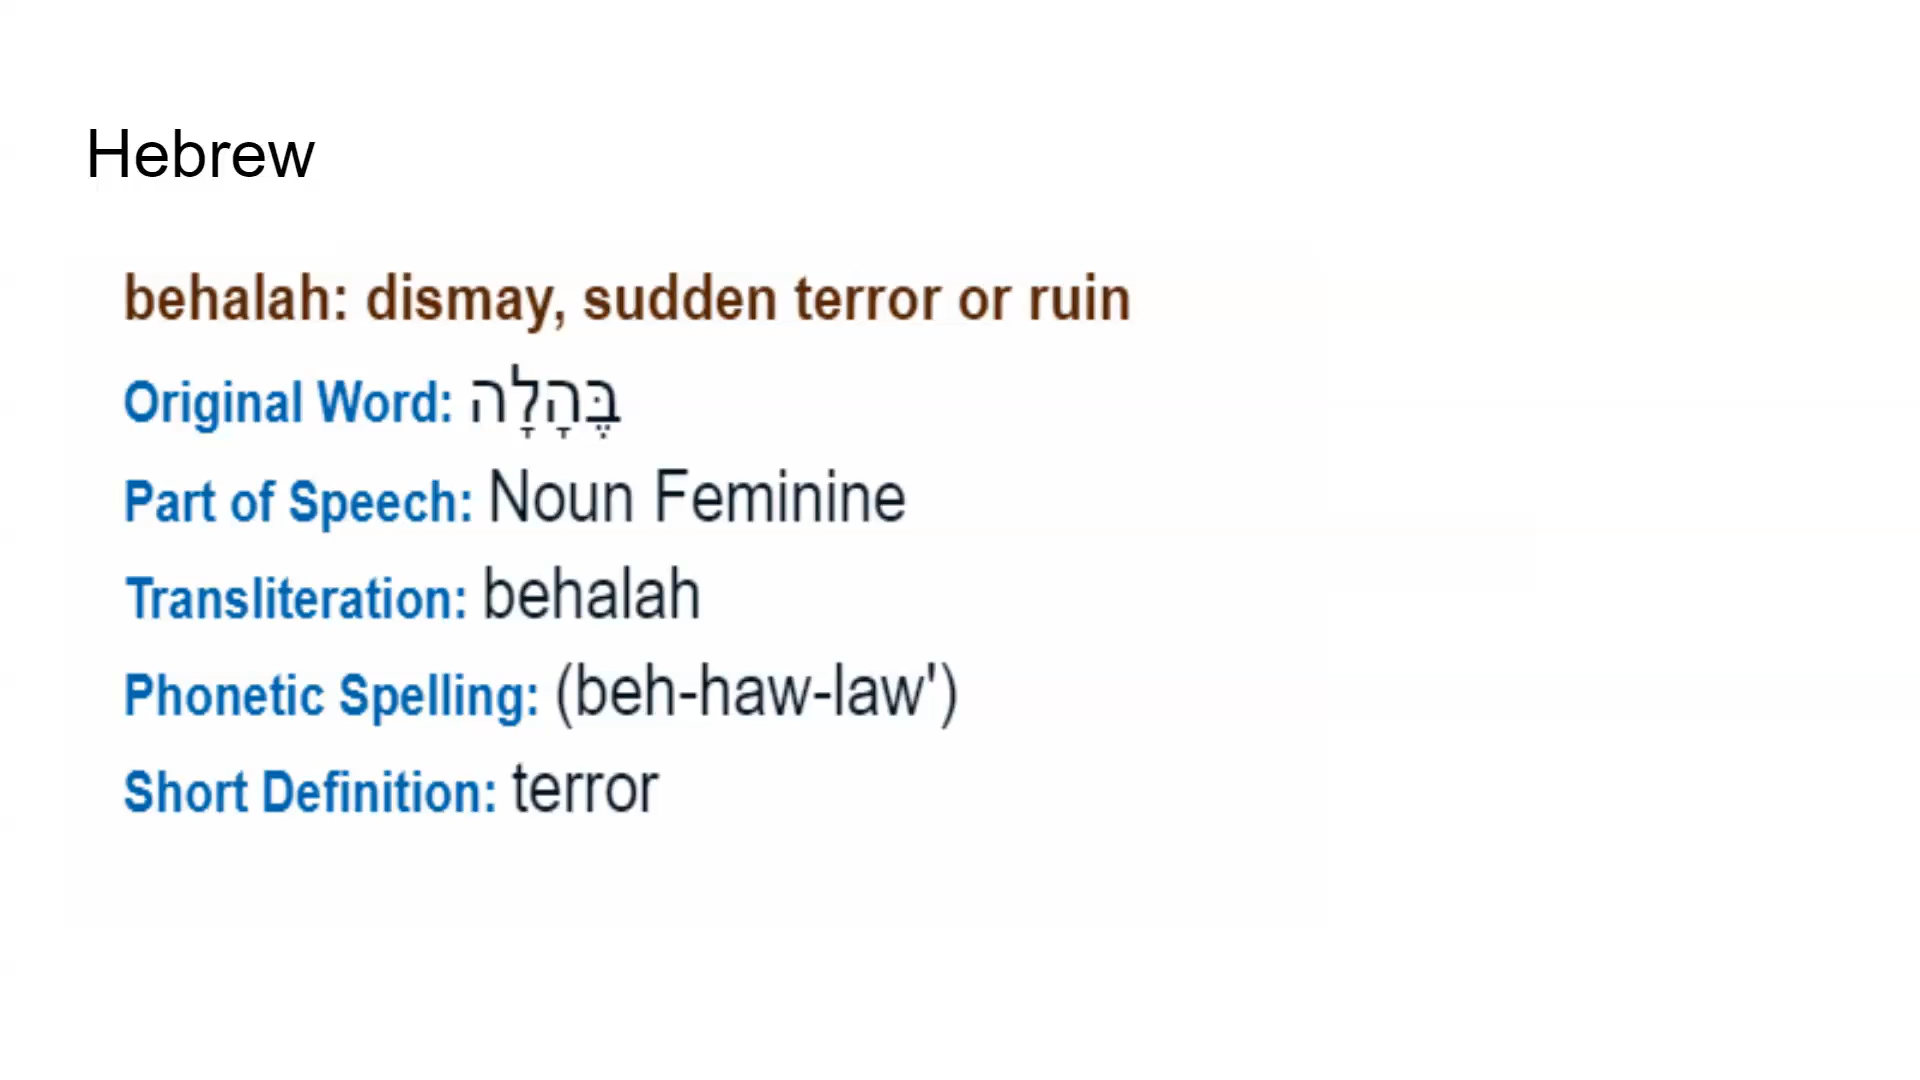 Hebrew
behalah: dismay, sudden terror or ruin
Original Word: בֶּהָלָה
Part of Speech: Noun Feminine
Transliteration: behalah
Phonetic Spelling: (beh-haw-law')
Short Definition: terror